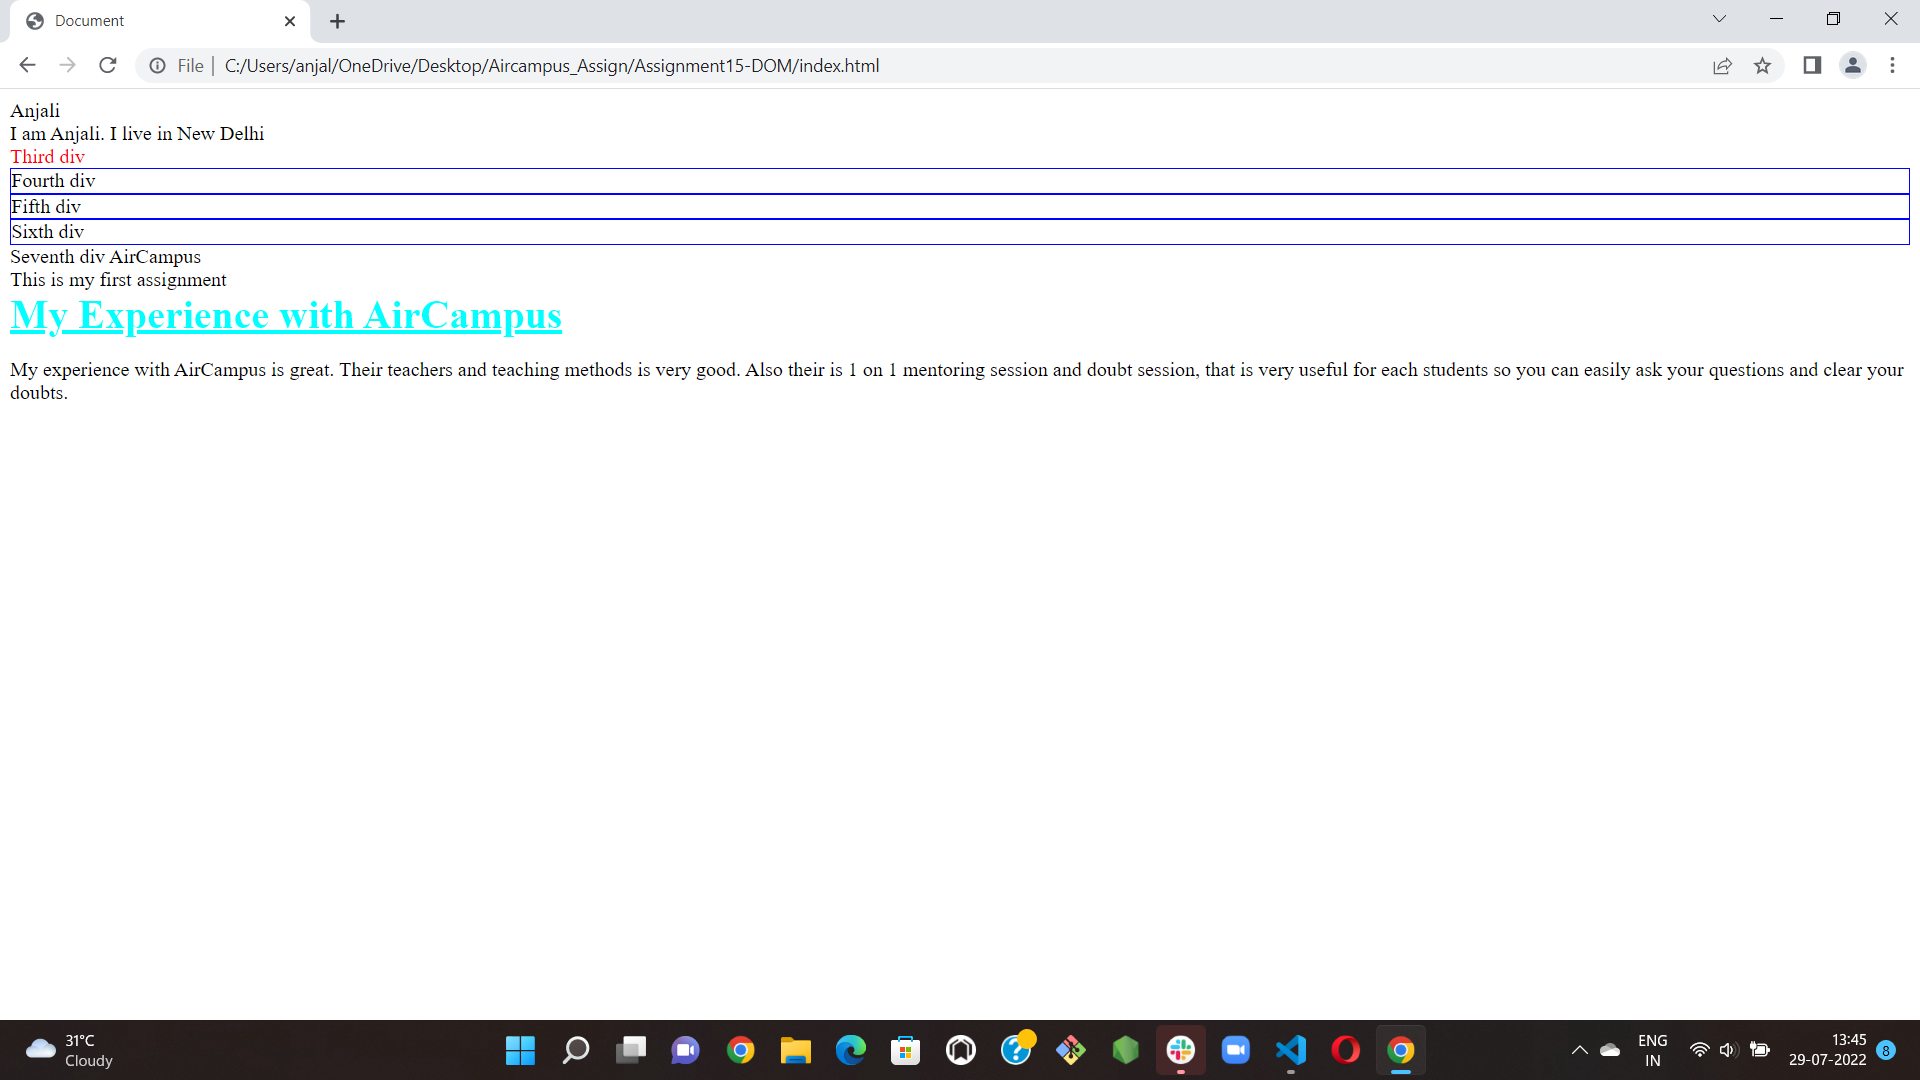 Document
File
C:/Users/anjal/OneDrive/Desktop/Aircampus_Assign/Assignment15-DOM/index.html
Anjali
I am Anjali. I live in New Delhi
Third div
Fourth div
Fifth div
Sixth div
Seventh div AirCampus
This is my first assignment
My Experience with AirCampus
My experience with AirCampus is great. Their teachers and teaching methods is very good. Also their is 1 on 1 mentoring session and doubt session, that is very useful for each students so you can easily ask your questions and clear your
doubts.
31°C
Cloudy
ENG
IN
13:45
29-07-2022
8